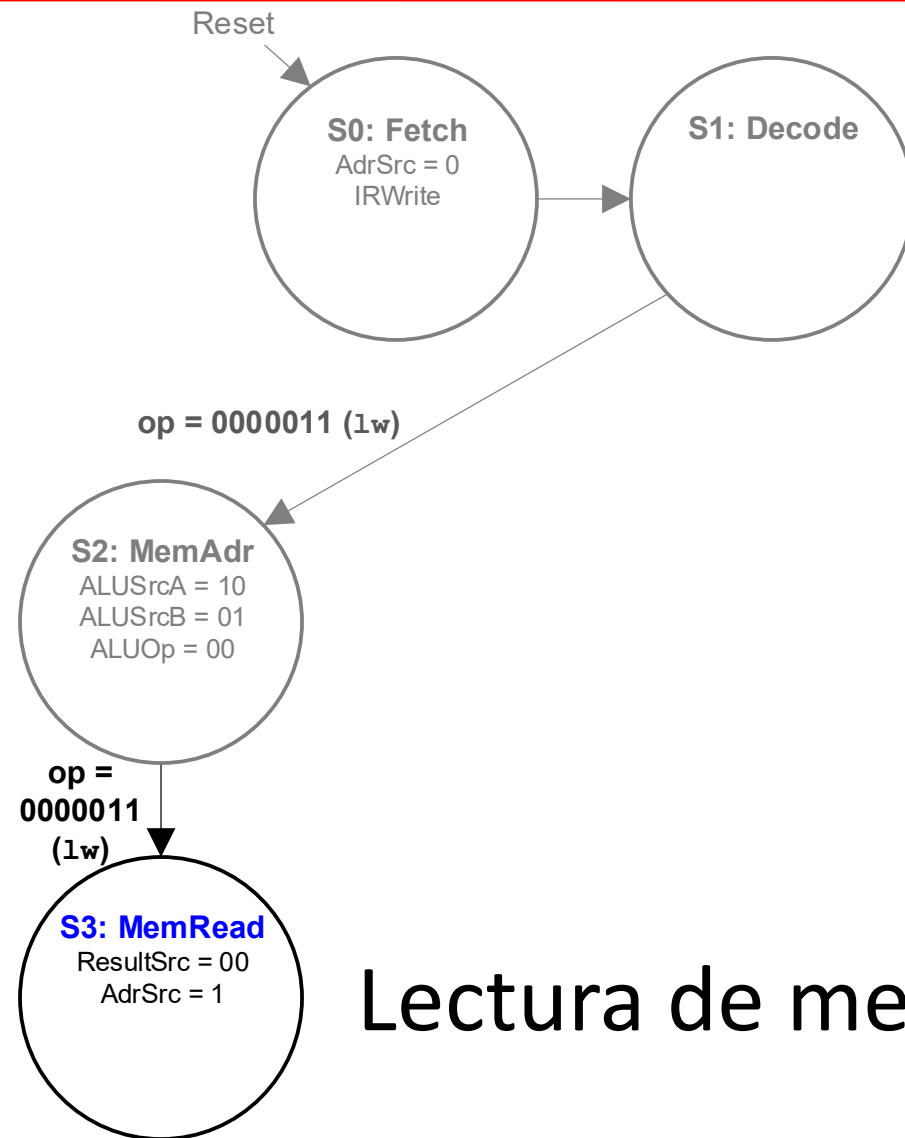 Reset
S0: Fetch
AdrSrc = 0
IRWrite
S1: Decode
op = 0000011 (lw)
S2: MemAdr
ALUSrcA = 10
ALUSrcB = 01
ALUOp = 00
op =
0000011
(lw)
S3: MemRead
ResultSrc = 00
AdrSrc = 1
Lectura de me